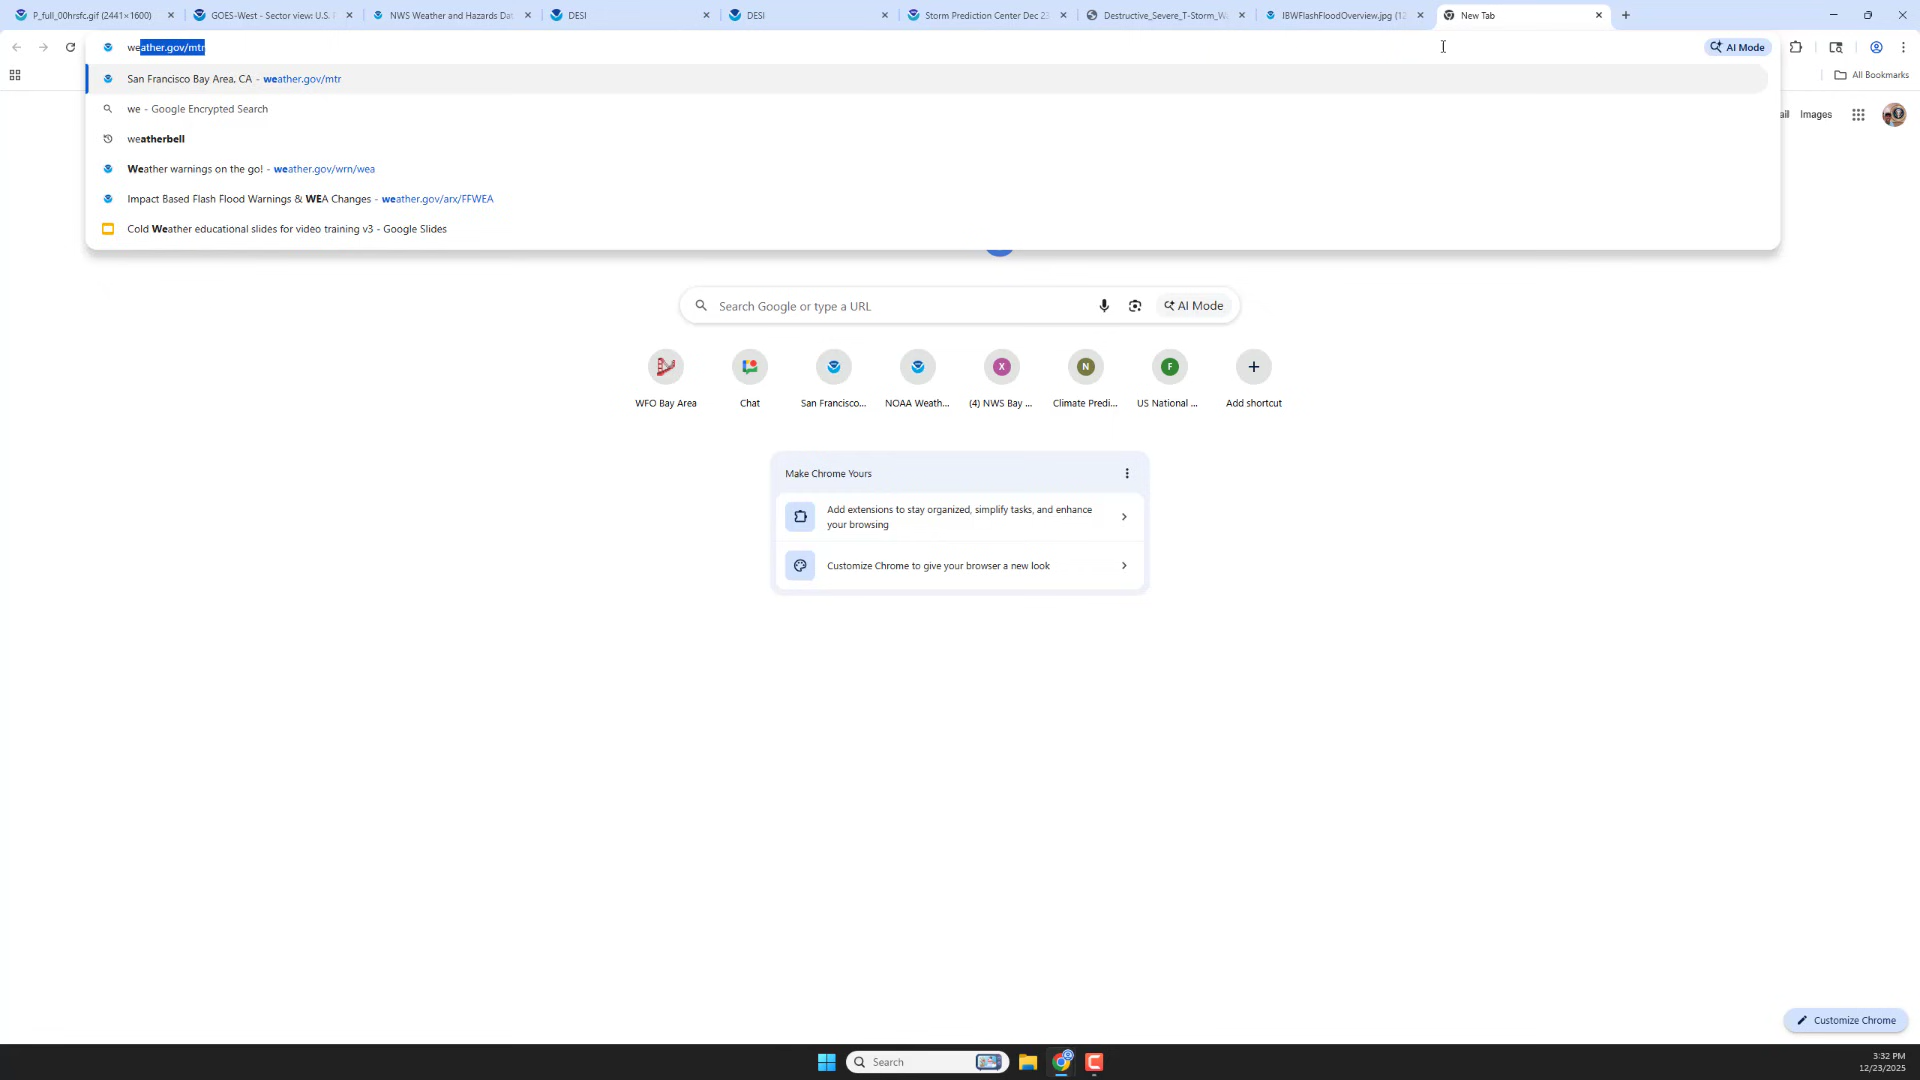 P_full_00hrsfc.gif (2441×1600)
GOES-West - Sector view: U.S.
NWS Weather and Hazards Dat
DESI
DESI
Storm Prediction Center Dec 23
Destructive_Severe_T-Storm_W
IBWFlashFloodOverview.jpg (12
New Tab
weather.gov/mtr
AI Mode
San Francisco Bay Area, CA - weather.gov/mtr
All Bookmarks
we - Google Encrypted Search
ail Images
weatherbell
Weather warnings on the go! - weather.gov/wrn/wea
Impact Based Flash Flood Warnings & WEA Changes - weather.gov/arx/FFWEA
Cold Weather educational slides for video training v3 - Google Slides
Search Google or type a URL
AI Mode
WFO Bay Area
Chat
San Francisco...
NOAA Weath...
X
(4) NWS Bay ...
N
Climate Predi...
F
US National ...
Add shortcut
Make Chrome Yours
Add extensions to stay organized, simplify tasks, and enhance
your browsing
Customize Chrome to give your browser a new look
Customize Chrome
Search
3:32 PM
12/23/2025